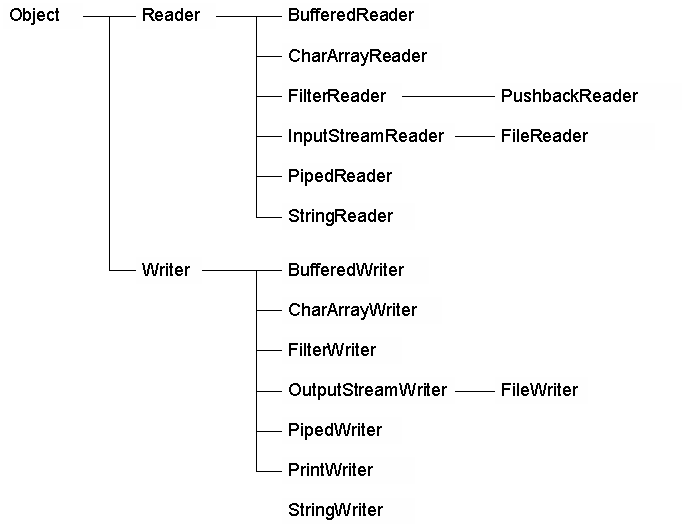 Object Reader BufferedReader
CharArrayReader
FilterReader PushbackReader
InputStreamReader FileReader
PipedReader
StringReader
Writer BufferedWriter
CharArrayWriter
FilterWriter
OutputStreamWriter FileWriter
PipedWriter
PrintWriter
StringWriter